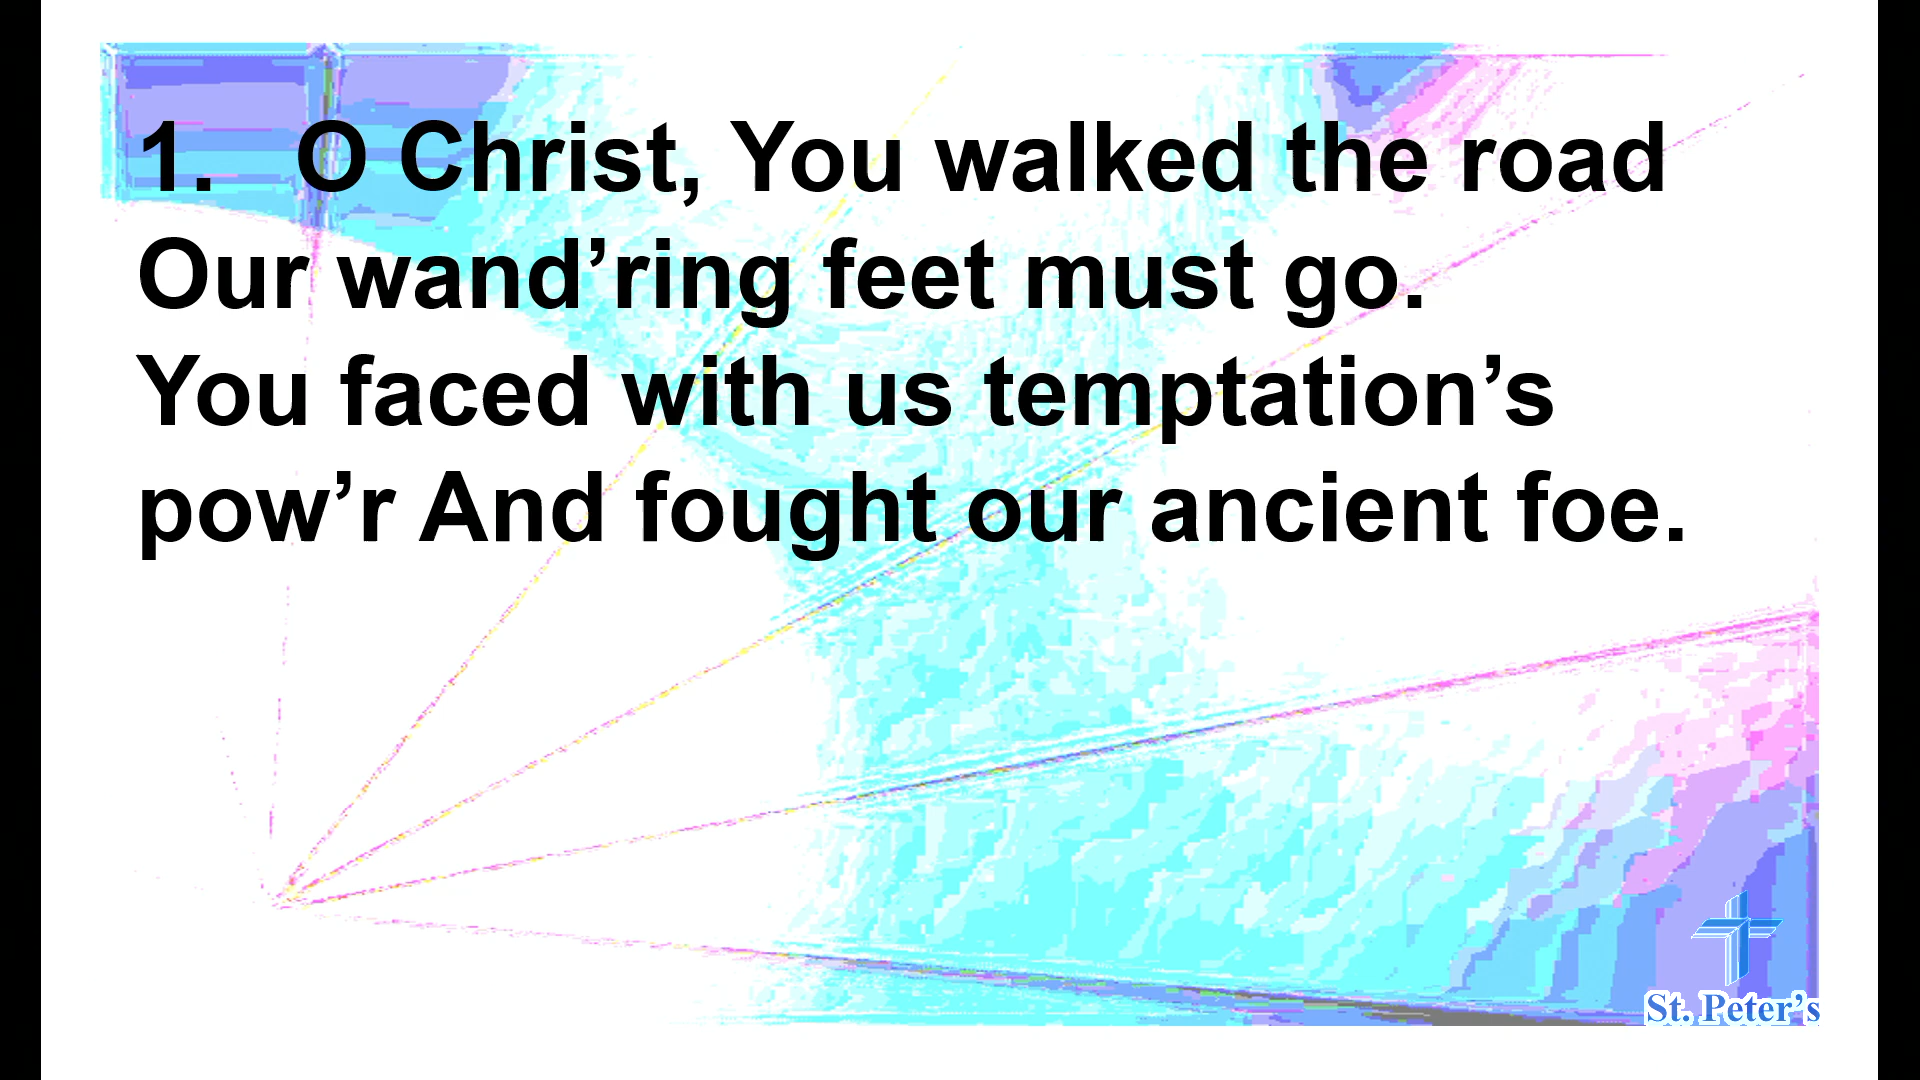 1. O Christ, You walked the road
Our wand’ring feet must go.
You faced with us temptation’s
pow’r And fought our ancient foe.
St. Peter’s